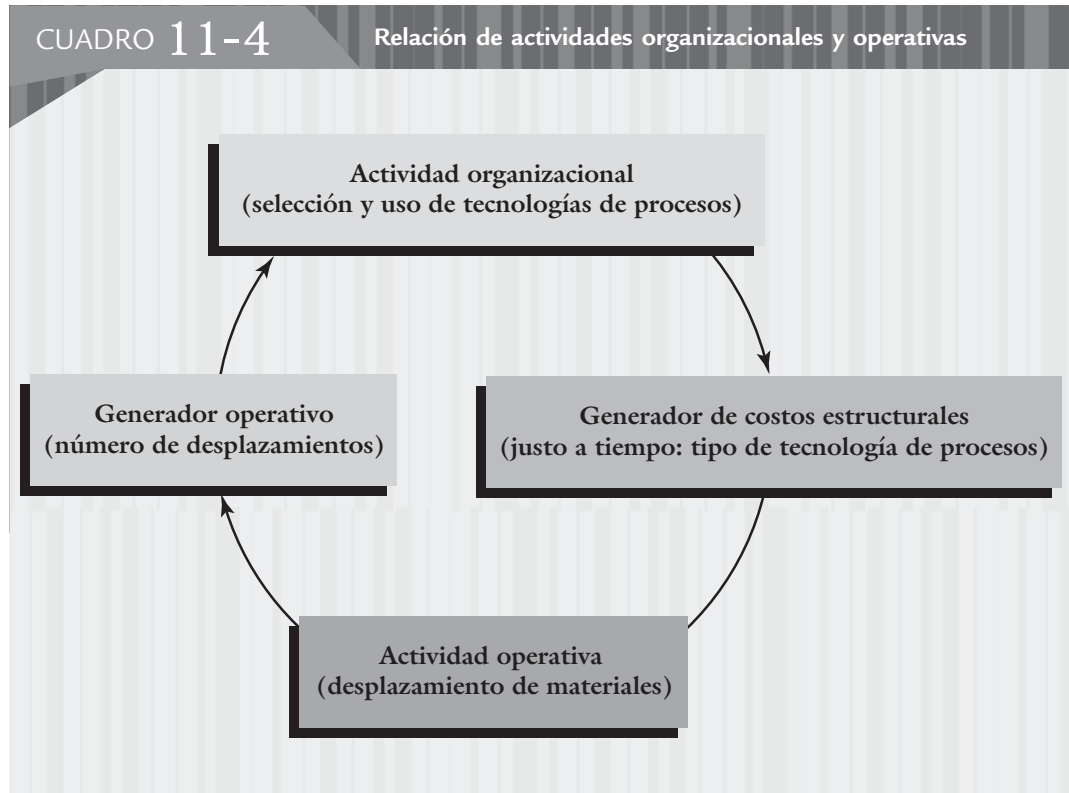 CUADRO 11-4
Relación de actividades organizacionales y operativas
Actividad organizacional
(selección y uso de tecnologías de procesos)
Generador operativo
(número de desplazamientos)
Generador de costos estructurales
(justo a tiempo: tipo de tecnología de procesos)
Actividad operativa
(desplazamiento de materiales)